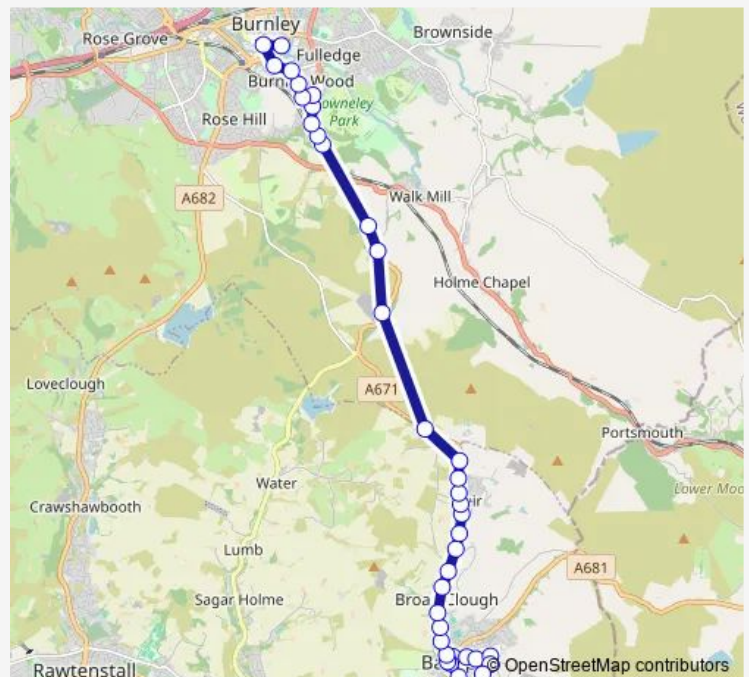 Burnley
Rose Grove
Brownside
Fulledge
Rose Hill
Park
A682
Walk Mill
Holme Chapel
Loveclough
A671
Portsmouth
Water
Crawshawbooth
Lower Moo
Lumb
A681
Sagar Holme
Rawtenstall
© OpenStreetMap contributors